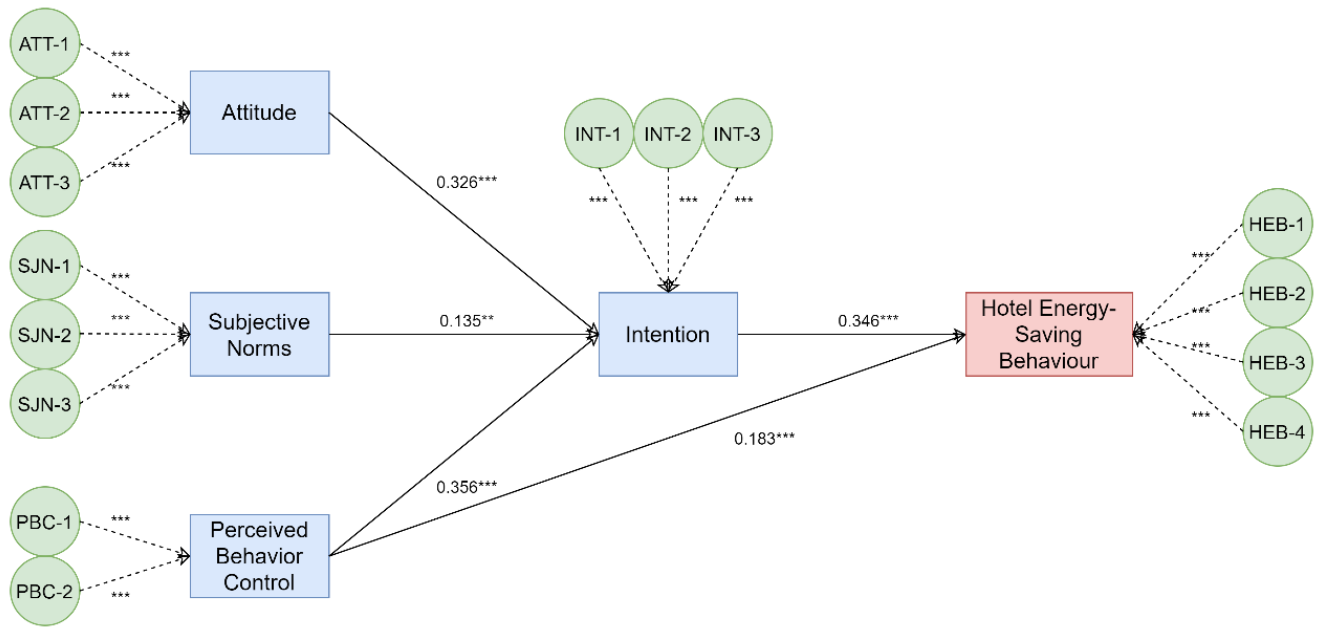 ATT-1
***
ATT-2
***
ATT-3
***
Attitude
0.326***
SJN-1
***
SJN-2
***
SJN-3
***
Subjective
Norms
0.135**
PBC-1
***
PBC-2
***
Perceived
Behavior
Control
0.356***
0.183***
INT-1
INT-2
INT-3
***
***
***
Intention
0.346***
Hotel Energy-
Saving
Behaviour
HEB-1
***
HEB-2
***
HEB-3
***
HEB-4
***